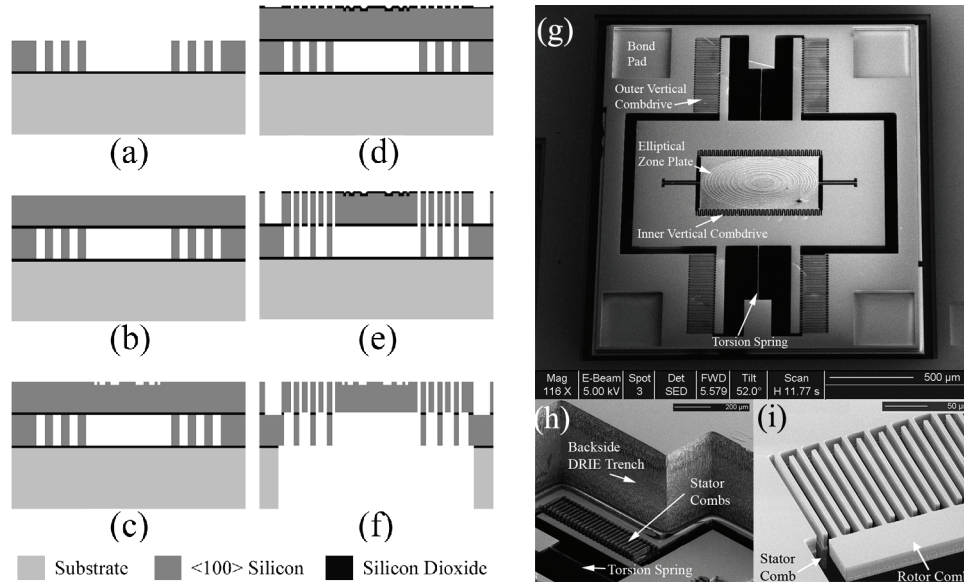 (a)
(d)
(b)
(e)
(c)
(f)
Substrate
<100> Silicon
Silicon Dioxide
(g)
Bond
Pad
Outer Vertical
Combdrive
Elliptical
Zone Plate
Inner Vertical Combdrive
Torsion Spring
Mag E-Beam Spot Det FWD Tilt Scan
116 X 5.00 kV 3 SED 5.579 52.0° H 11.77 s
500 µm
(h)
200 µm
Backside
DRIE Trench
Stator
Combs
Torsion Spring
(i)
50 µm
Stator
Comb
Rotor Comb